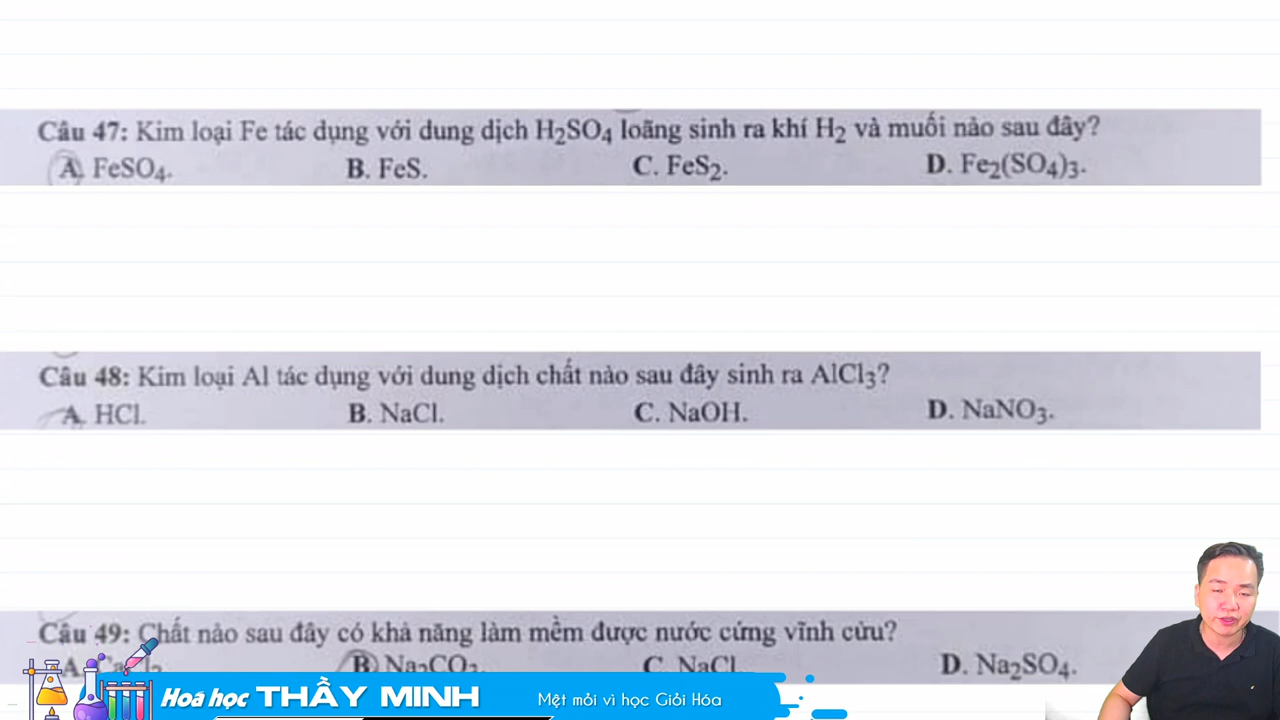 Câu 47: Kim loại Fe tác dụng với dung dịch H₂SO₄ loãng sinh ra khí H₂ và muối nào sau đây?
A. FeSO₄. B. FeS. C. FeS₂. D. Fe₂(SO₄)₃.
Câu 48: Kim loại Al tác dụng với dung dịch chất nào sau đây sinh ra AlCl₃?
A. HCl. B. NaCl. C. NaOH. D. NaNO₃.
Câu 49: Chất nào sau đây có khả năng làm mềm được nước cứng vĩnh cửu?
A. B. Na₂CO₃. C. NaCl D. Na₂SO₄.
Hoá học THẦY MINH Mệt mỏi vì học Giỏi Hóa